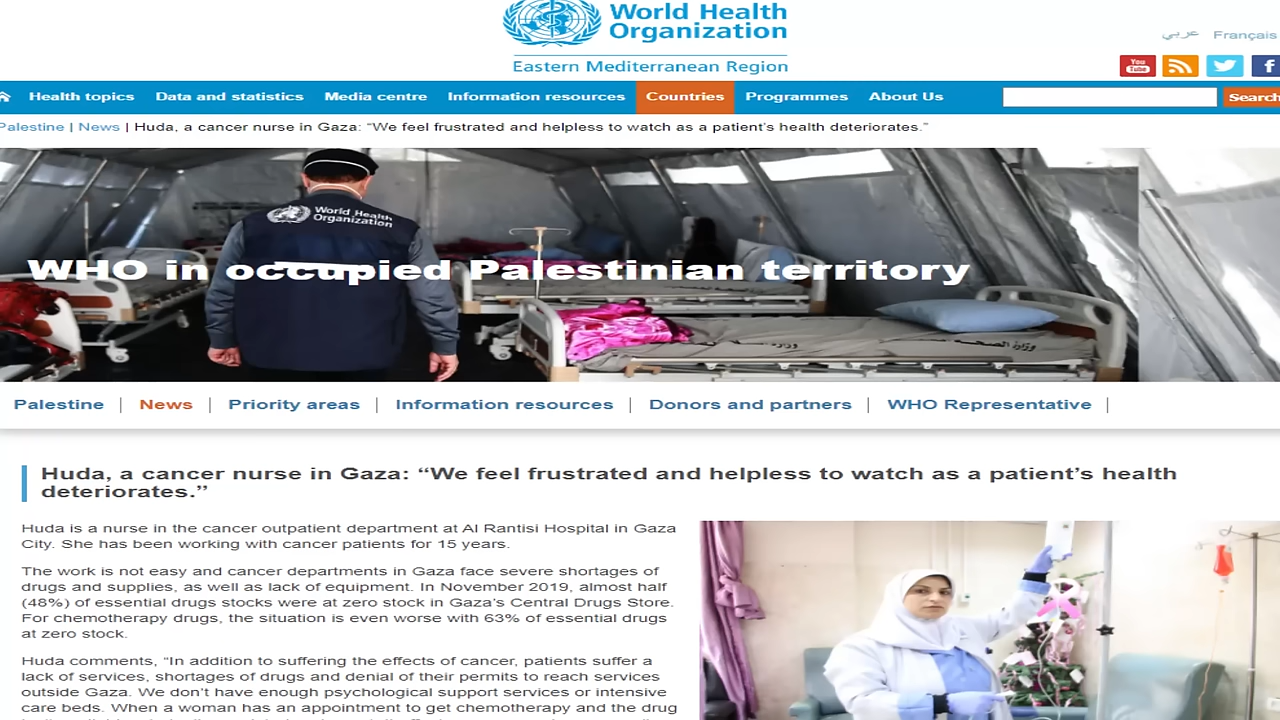 World Health
Organization
Eastern Mediterranean Region
عربي Français
You
Tube
Health topics Data and statistics Media centre Information resources Countries Programmes About Us Search
Palestine | News | Huda, a cancer nurse in Gaza: “We feel frustrated and helpless to watch as a patient’s health deteriorates.”
World Health
Organization
WHO in occupied Palestinian territory
وزارة الصحة
Palestine | News | Priority areas | Information resources | Donors and partners | WHO Representative |
Huda, a cancer nurse in Gaza: “We feel frustrated and helpless to watch as a patient’s health
deteriorates.”
Huda is a nurse in the cancer outpatient department at Al Rantisi Hospital in Gaza
City. She has been working with cancer patients for 15 years.
The work is not easy and cancer departments in Gaza face severe shortages of
drugs and supplies, as well as lack of equipment. In November 2019, almost half
(48%) of essential drugs stocks were at zero stock in Gaza’s Central Drugs Store.
For chemotherapy drugs, the situation is even worse with 63% of essential drugs
at zero stock.
Huda comments, “In addition to suffering the effects of cancer, patients suffer a
lack of services, shortages of drugs and denial of their permits to reach services
outside Gaza. We don’t have enough psychological support services or intensive
care beds. When a woman has an appointment to get chemotherapy and the drug